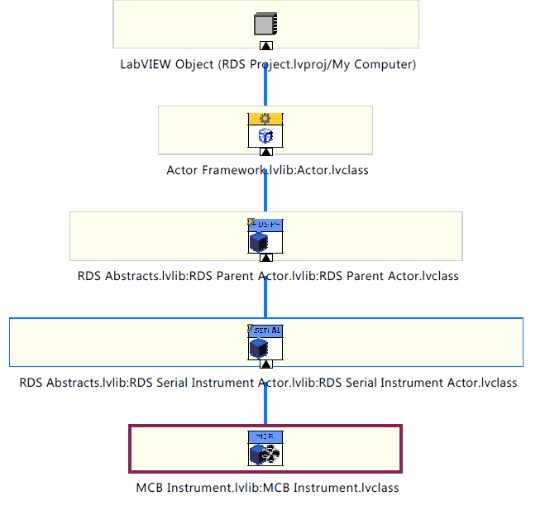 LabVIEW Object (RDS Project.lvproj/My Computer)
Actor Framework.lvlib:Actor.lvclass
RDS Abstracts.lvlib:RDS Parent Actor.lvlib:RDS Parent Actor.lvclass
SERIAL
RDS Abstracts.lvlib:RDS Serial Instrument Actor.lvlib:RDS Serial Instrument Actor.lvclass
MCB
MCB Instrument.lvlib:MCB Instrument.lvclass